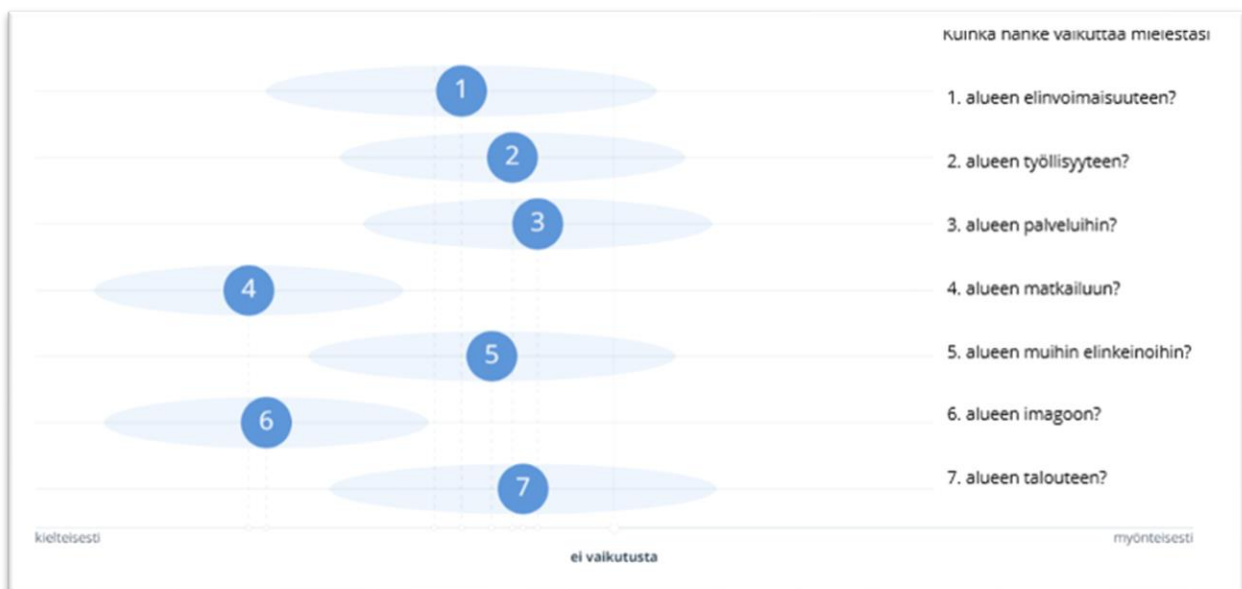 Kuinka hanke vaikuttaa mielestäsi
1
1. alueen elinvoimaisuuteen?
2
2. alueen työllisyyteen?
3
3. alueen palveluihin?
4
4. alueen matkailuun?
5
5. alueen muihin elinkeinoihin?
6
6. alueen imagoon?
7
7. alueen talouteen?
kielteisesti
ei vaikutusta
myönteisesti